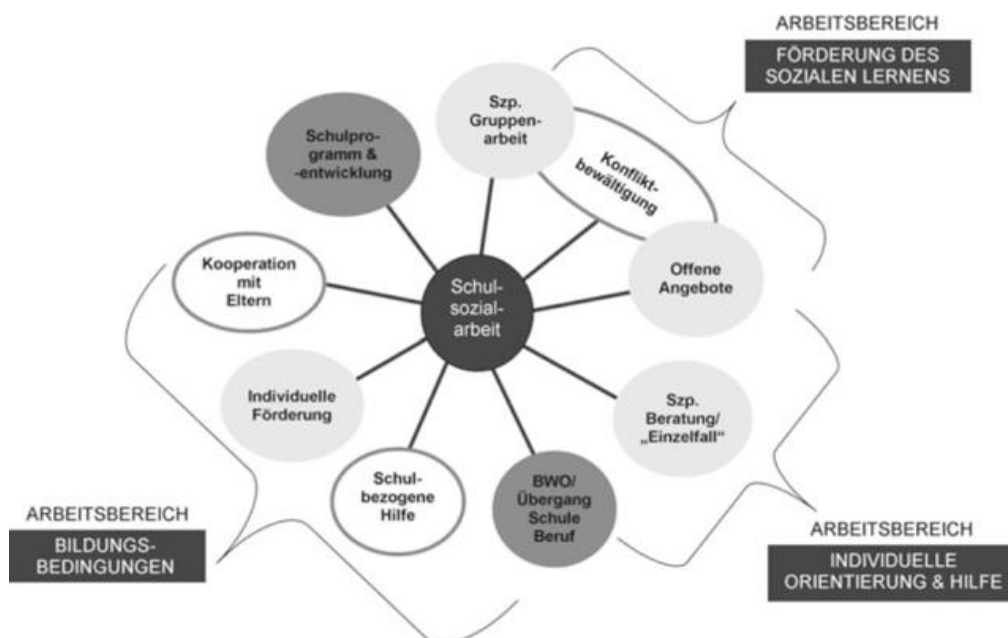 ARBEITSBEREICH
FÖRDERUNG DES
SOZIALEN LERNENS
Szp.
Gruppen-
arbeit
Schulpro-
gramm &
-entwicklung
Konflikt-
bewältigung
Kooperation
mit
Eltern
Offene
Angebote
Schul-
sozial-
arbeit
Individuelle
Förderung
Szp.
Beratung/
„Einzelfall“
Schul-
bezogene
Hilfe
BWO/
Übergang
Schule
Beruf
ARBEITSBEREICH
BILDUNGS-
BEDINGUNGEN
ARBEITSBEREICH
INDIVIDUELLE
ORIENTIERUNG & HILFE